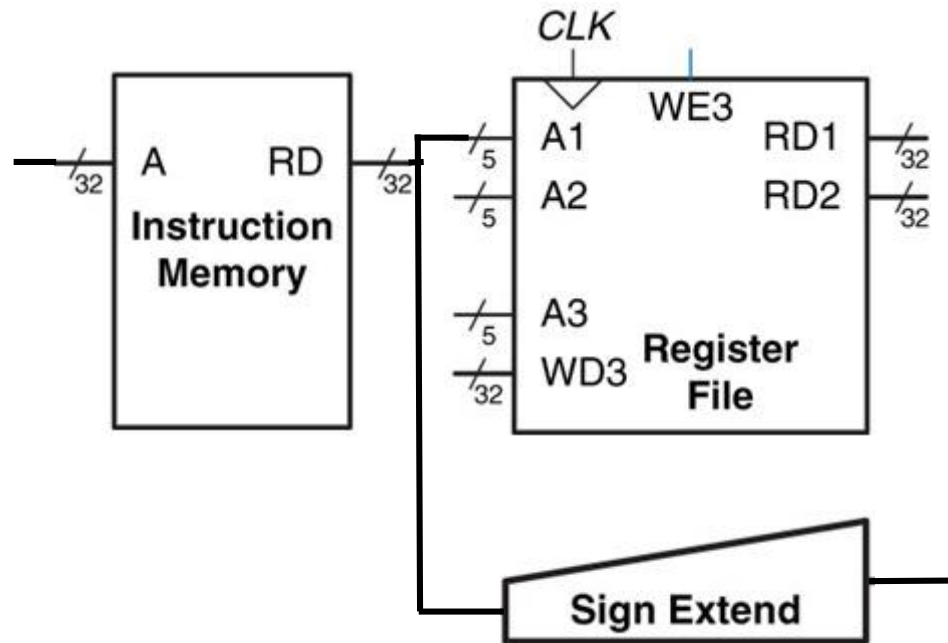 CLK
WE3
A RD
32 32
Instruction
Memory
A1 RD1
5 32
A2 RD2
5 32
A3
5
WD3
32
Register
File
Sign Extend